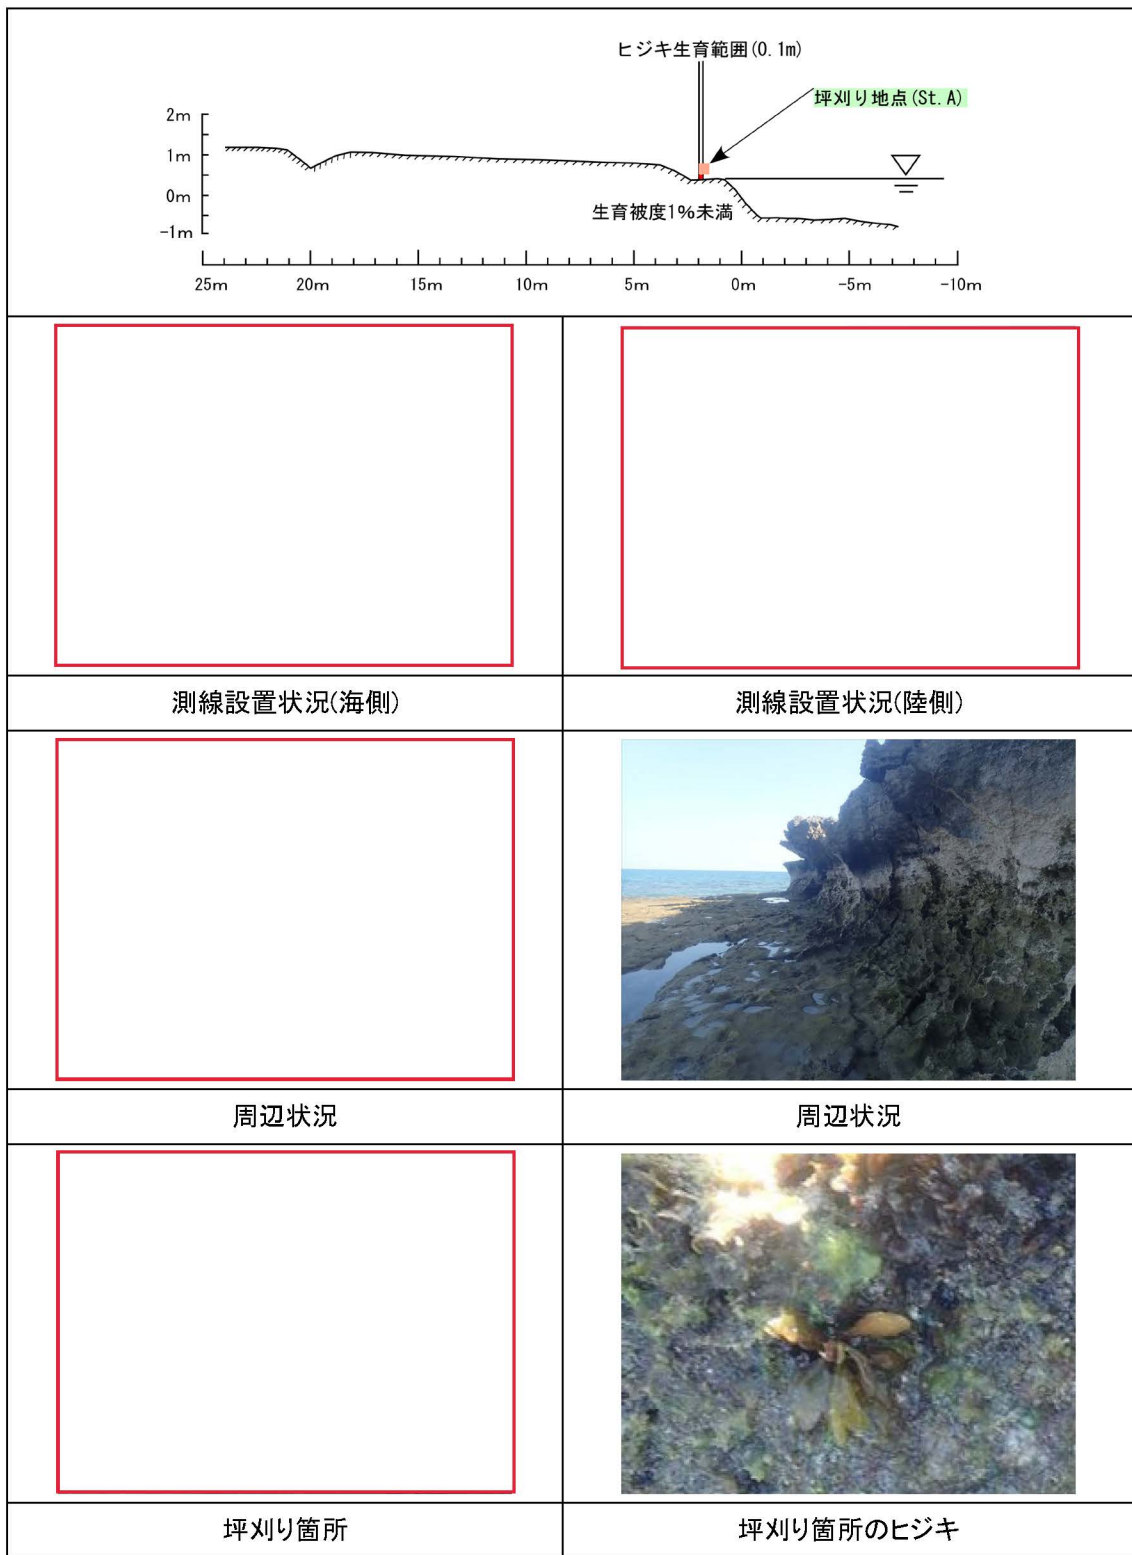 ヒジキ生育範囲(0.1m)
坪刈り地点(St.A)
2m
1m
0m
-1m
生育被度1%未満
25m 20m 15m 10m 5m 0m -5m -10m
測線設置状況(海側) 測線設置状況(陸側)
周辺状況 周辺状況
坪刈り箇所 坪刈り箇所のヒジキ